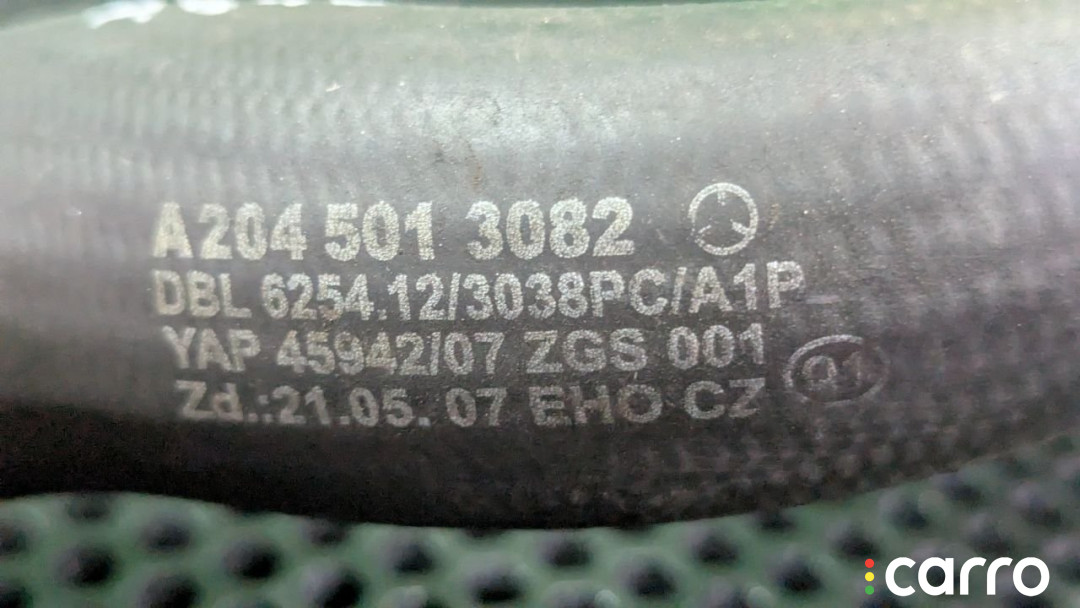 A204 501 3082
DBL 6254.12/3038PC/A1P
YAP 45942/07 ZGS 001
Zd.:21.05. 07 EHO CZ
01
carro